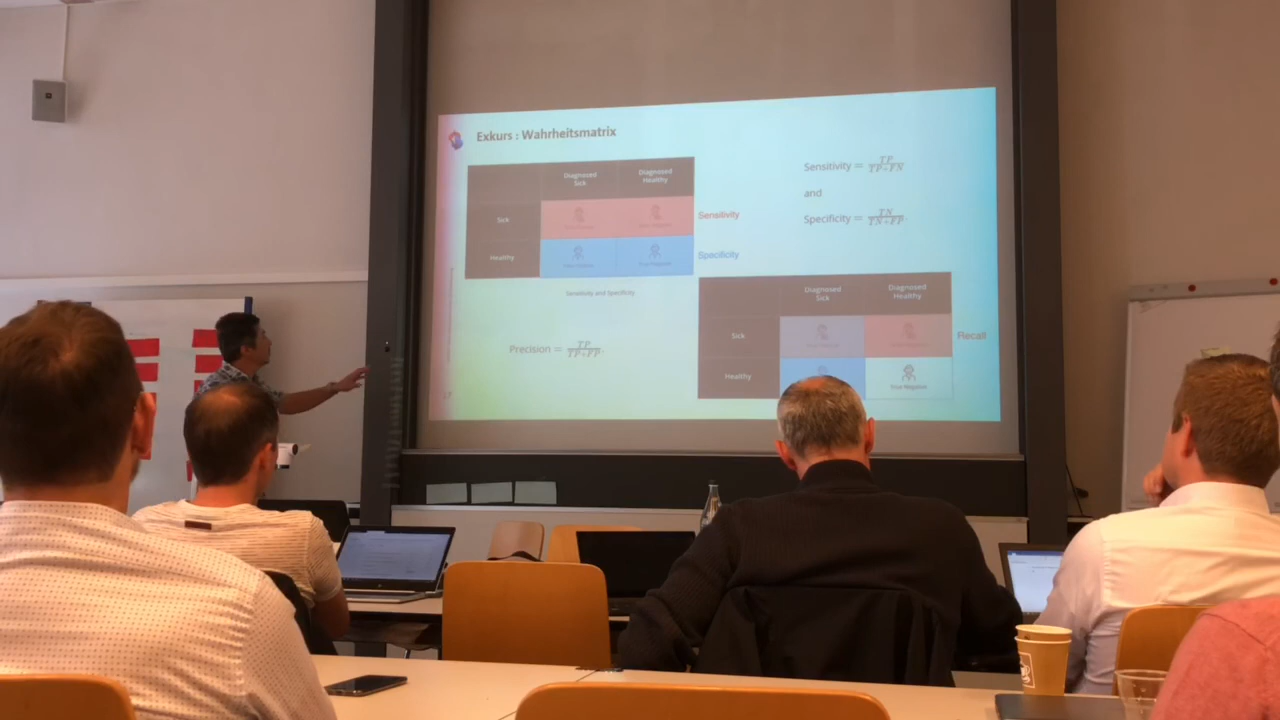 Exkurs : Wahrheitsmatrix
Diagnosed
Sick
Diagnosed
Healthy
Sick
Healthy
Sensitivity
Specificity
Sensitivity and Specificity
Sensitivity = TP
TP+FN
and
Specificity = TN
TN+FP.
Precision = TP
TP+FP.
Diagnosed
Sick
Diagnosed
Healthy
Sick
Healthy
True Negative
Recall